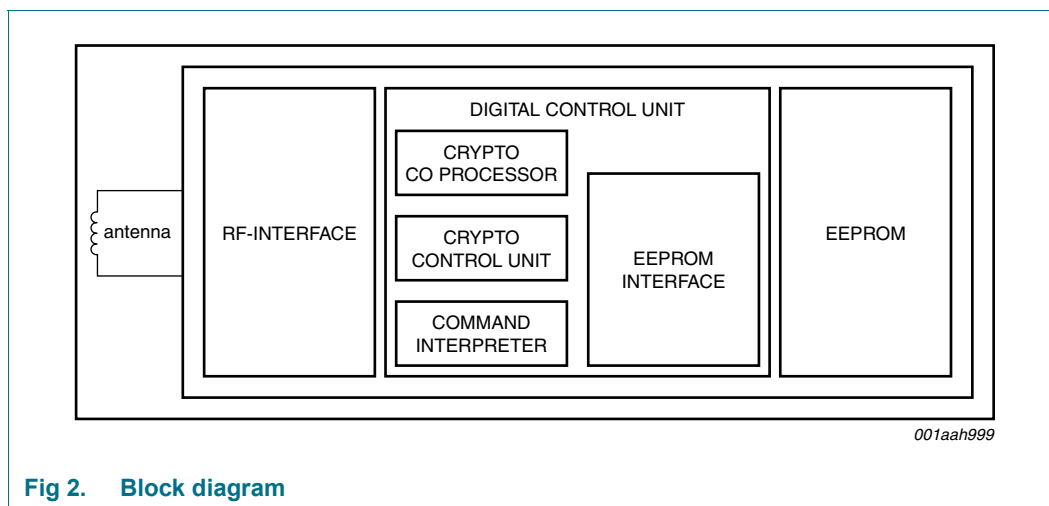 DIGITAL CONTROL UNIT
CRYPTO
CO PROCESSOR
antenna
RF-INTERFACE
CRYPTO
CONTROL UNIT
EEPROM
INTERFACE
EEPROM
COMMAND
INTERPRETER
001aah999
Fig 2. Block diagram